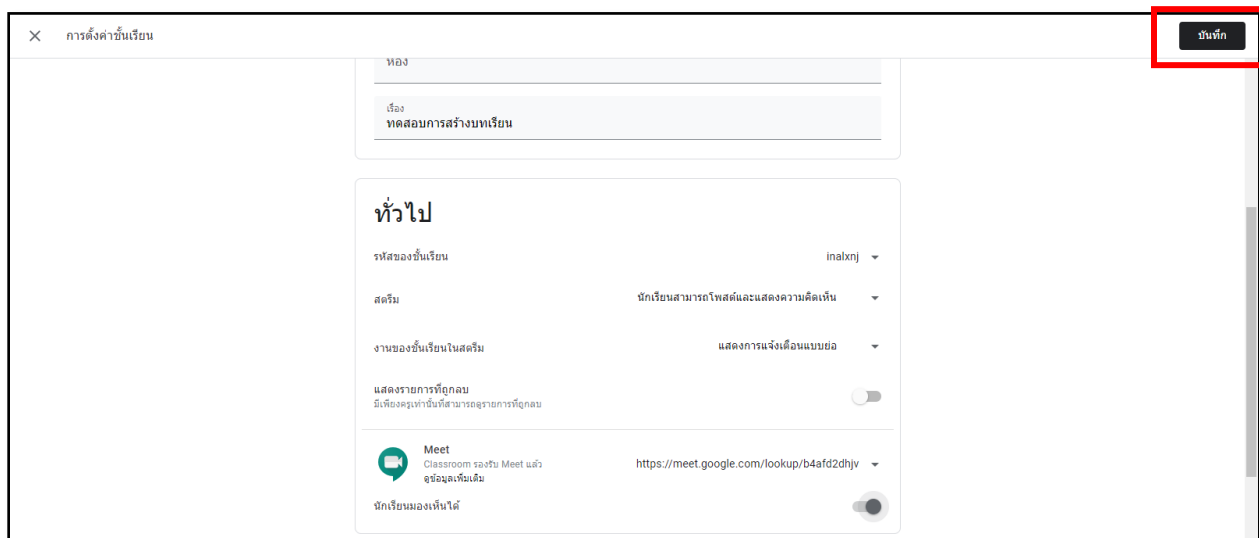 การตั้งค่าชั้นเรียน
บันทึก
ห้อง
เรื่อง
ทดสอบการสร้างบทเรียน
ทั่วไป
รหัสของชั้นเรียน inalxnj
สตรีม นักเรียนสามารถโพสต์และแสดงความคิดเห็น
งานของชั้นเรียนในสตรีม แสดงการแจ้งเตือนแบบย่อ
แสดงรายการที่ถูกลบ
มีเพียงครูเท่านั้นที่สามารถดูรายการที่ถูกลบ
Meet
Classroom รองรับ Meet แล้ว https://meet.google.com/lookup/b4afd2dhjv
ดูข้อมูลเพิ่มเติม
นักเรียนมองเห็นได้